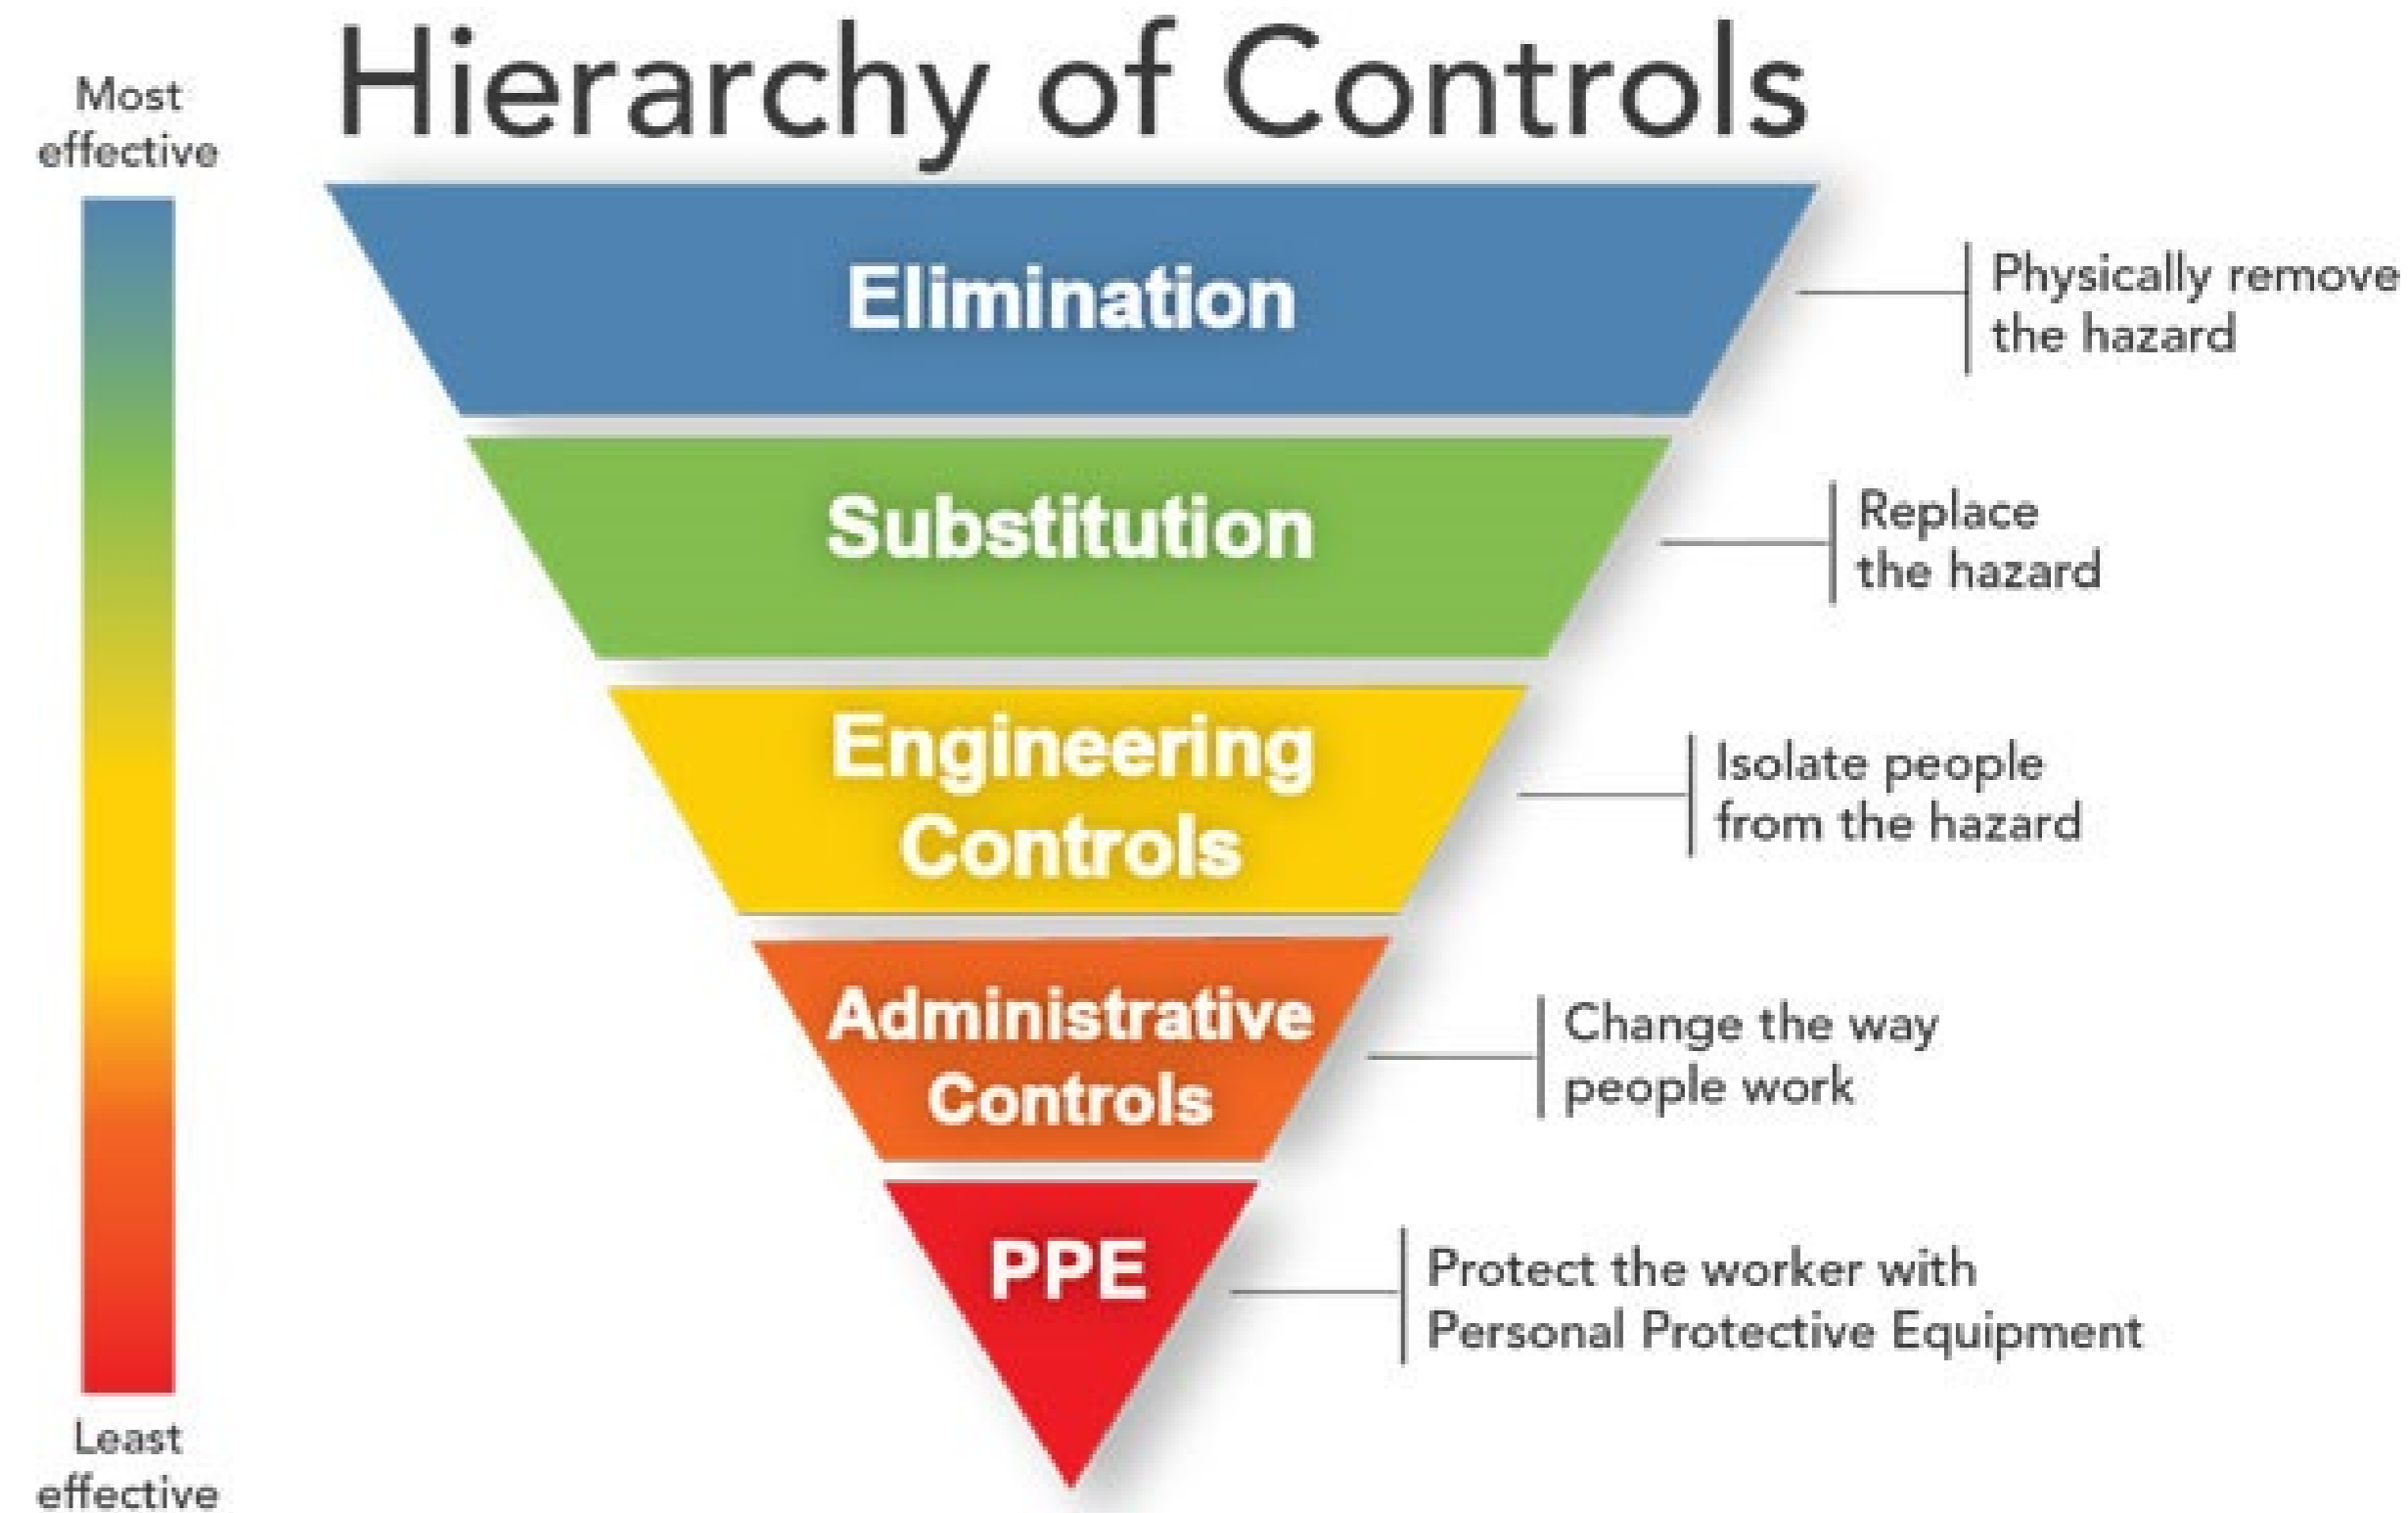 Hierarchy of Controls
Most
effective
Elimination
Physically remove
the hazard
Substitution
Replace
the hazard
Engineering
Controls
Isolate people
from the hazard
Administrative
Controls
Change the way
people work
PPE
Protect the worker with
Personal Protective Equipment
Least
effective